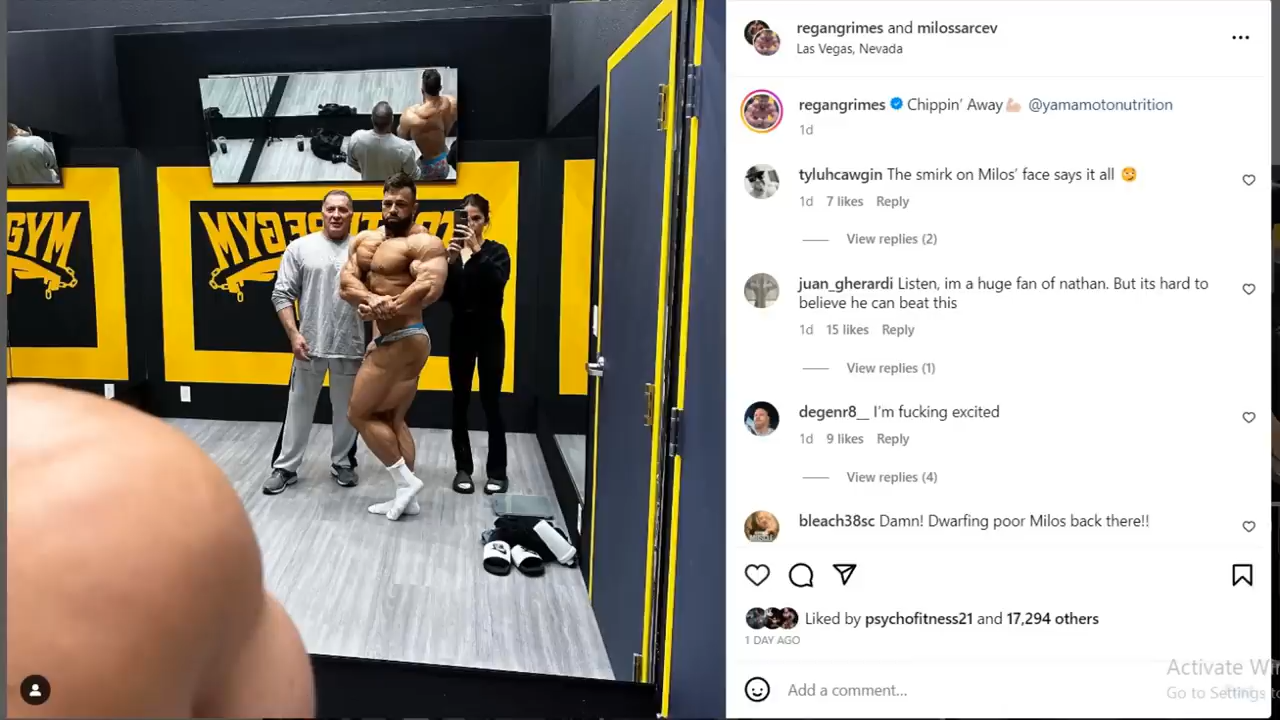 regangrimes and milossarcev
Las Vegas, Nevada
regangrimes Chippin' Away💪🏼 @yamamotonutrition
1d
tyluhcawgin The smirk on Milos' face says it all 😏
1d 7 likes Reply
View replies (2)
juan_gherardi Listen, im a huge fan of nathan. But its hard to
believe he can beat this
1d 15 likes Reply
View replies (1)
degenr8__ I'm fucking excited
1d 9 likes Reply
View replies (4)
bleach38sc Damn! Dwarfing poor Milos back there!!
Liked by psychofitness21 and 17,294 others
1 DAY AGO
Add a comment...
Activate Wi
Go to Settings to
GYM
GYM